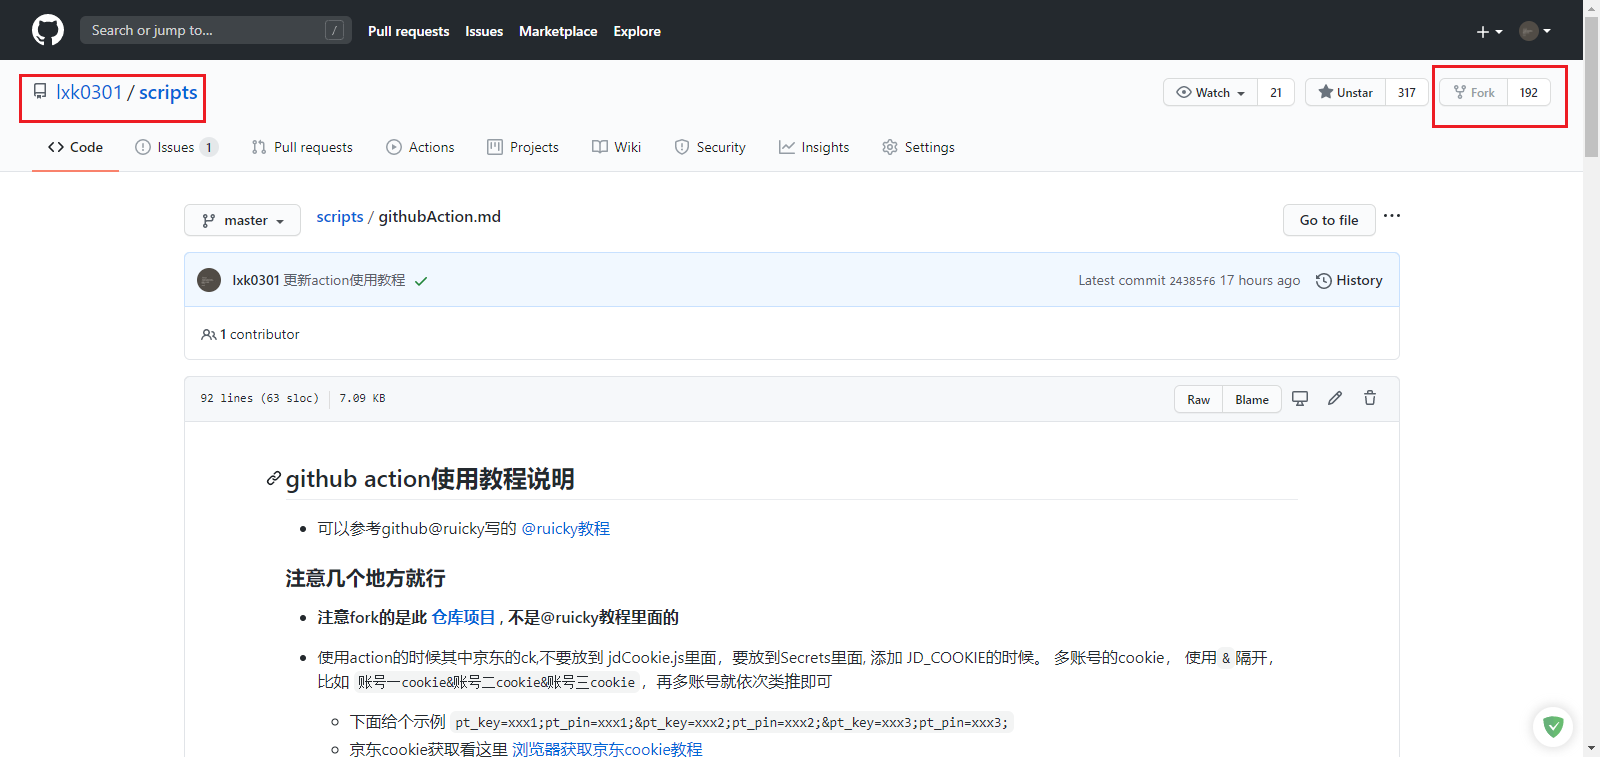 Search or jump to... / Pull requests Issues Marketplace Explore
lxk0301 / scripts Watch 21 Unstar 317 Fork 192
Code Issues 1 Pull requests Actions Projects Wiki Security Insights Settings
master scripts / githubAction.md Go to file
lxk0301 更新action使用教程 Latest commit 24385f6 17 hours ago History
1 contributor
92 lines (63 sloc) 7.09 KB Raw Blame
github action使用教程说明
可以参考github@ruicky写的 @ruicky教程
注意几个地方就行
注意fork的是此 仓库项目 , 不是@ruicky教程里面的
使用action的时候其中京东的ck,不要放到 jdCookie.js里面，要放到Secrets里面, 添加 JD_COOKIE的时候。 多账号的cookie， 使用 & 隔开，
比如 账号一cookie&账号二cookie&账号三cookie ，再多账号就依次类推即可
下面给个示例 pt_key=xxx1;pt_pin=xxx1;&pt_key=xxx2;pt_pin=xxx2;&pt_key=xxx3;pt_pin=xxx3;
京东cookie获取看这里 浏览器获取京东cookie教程